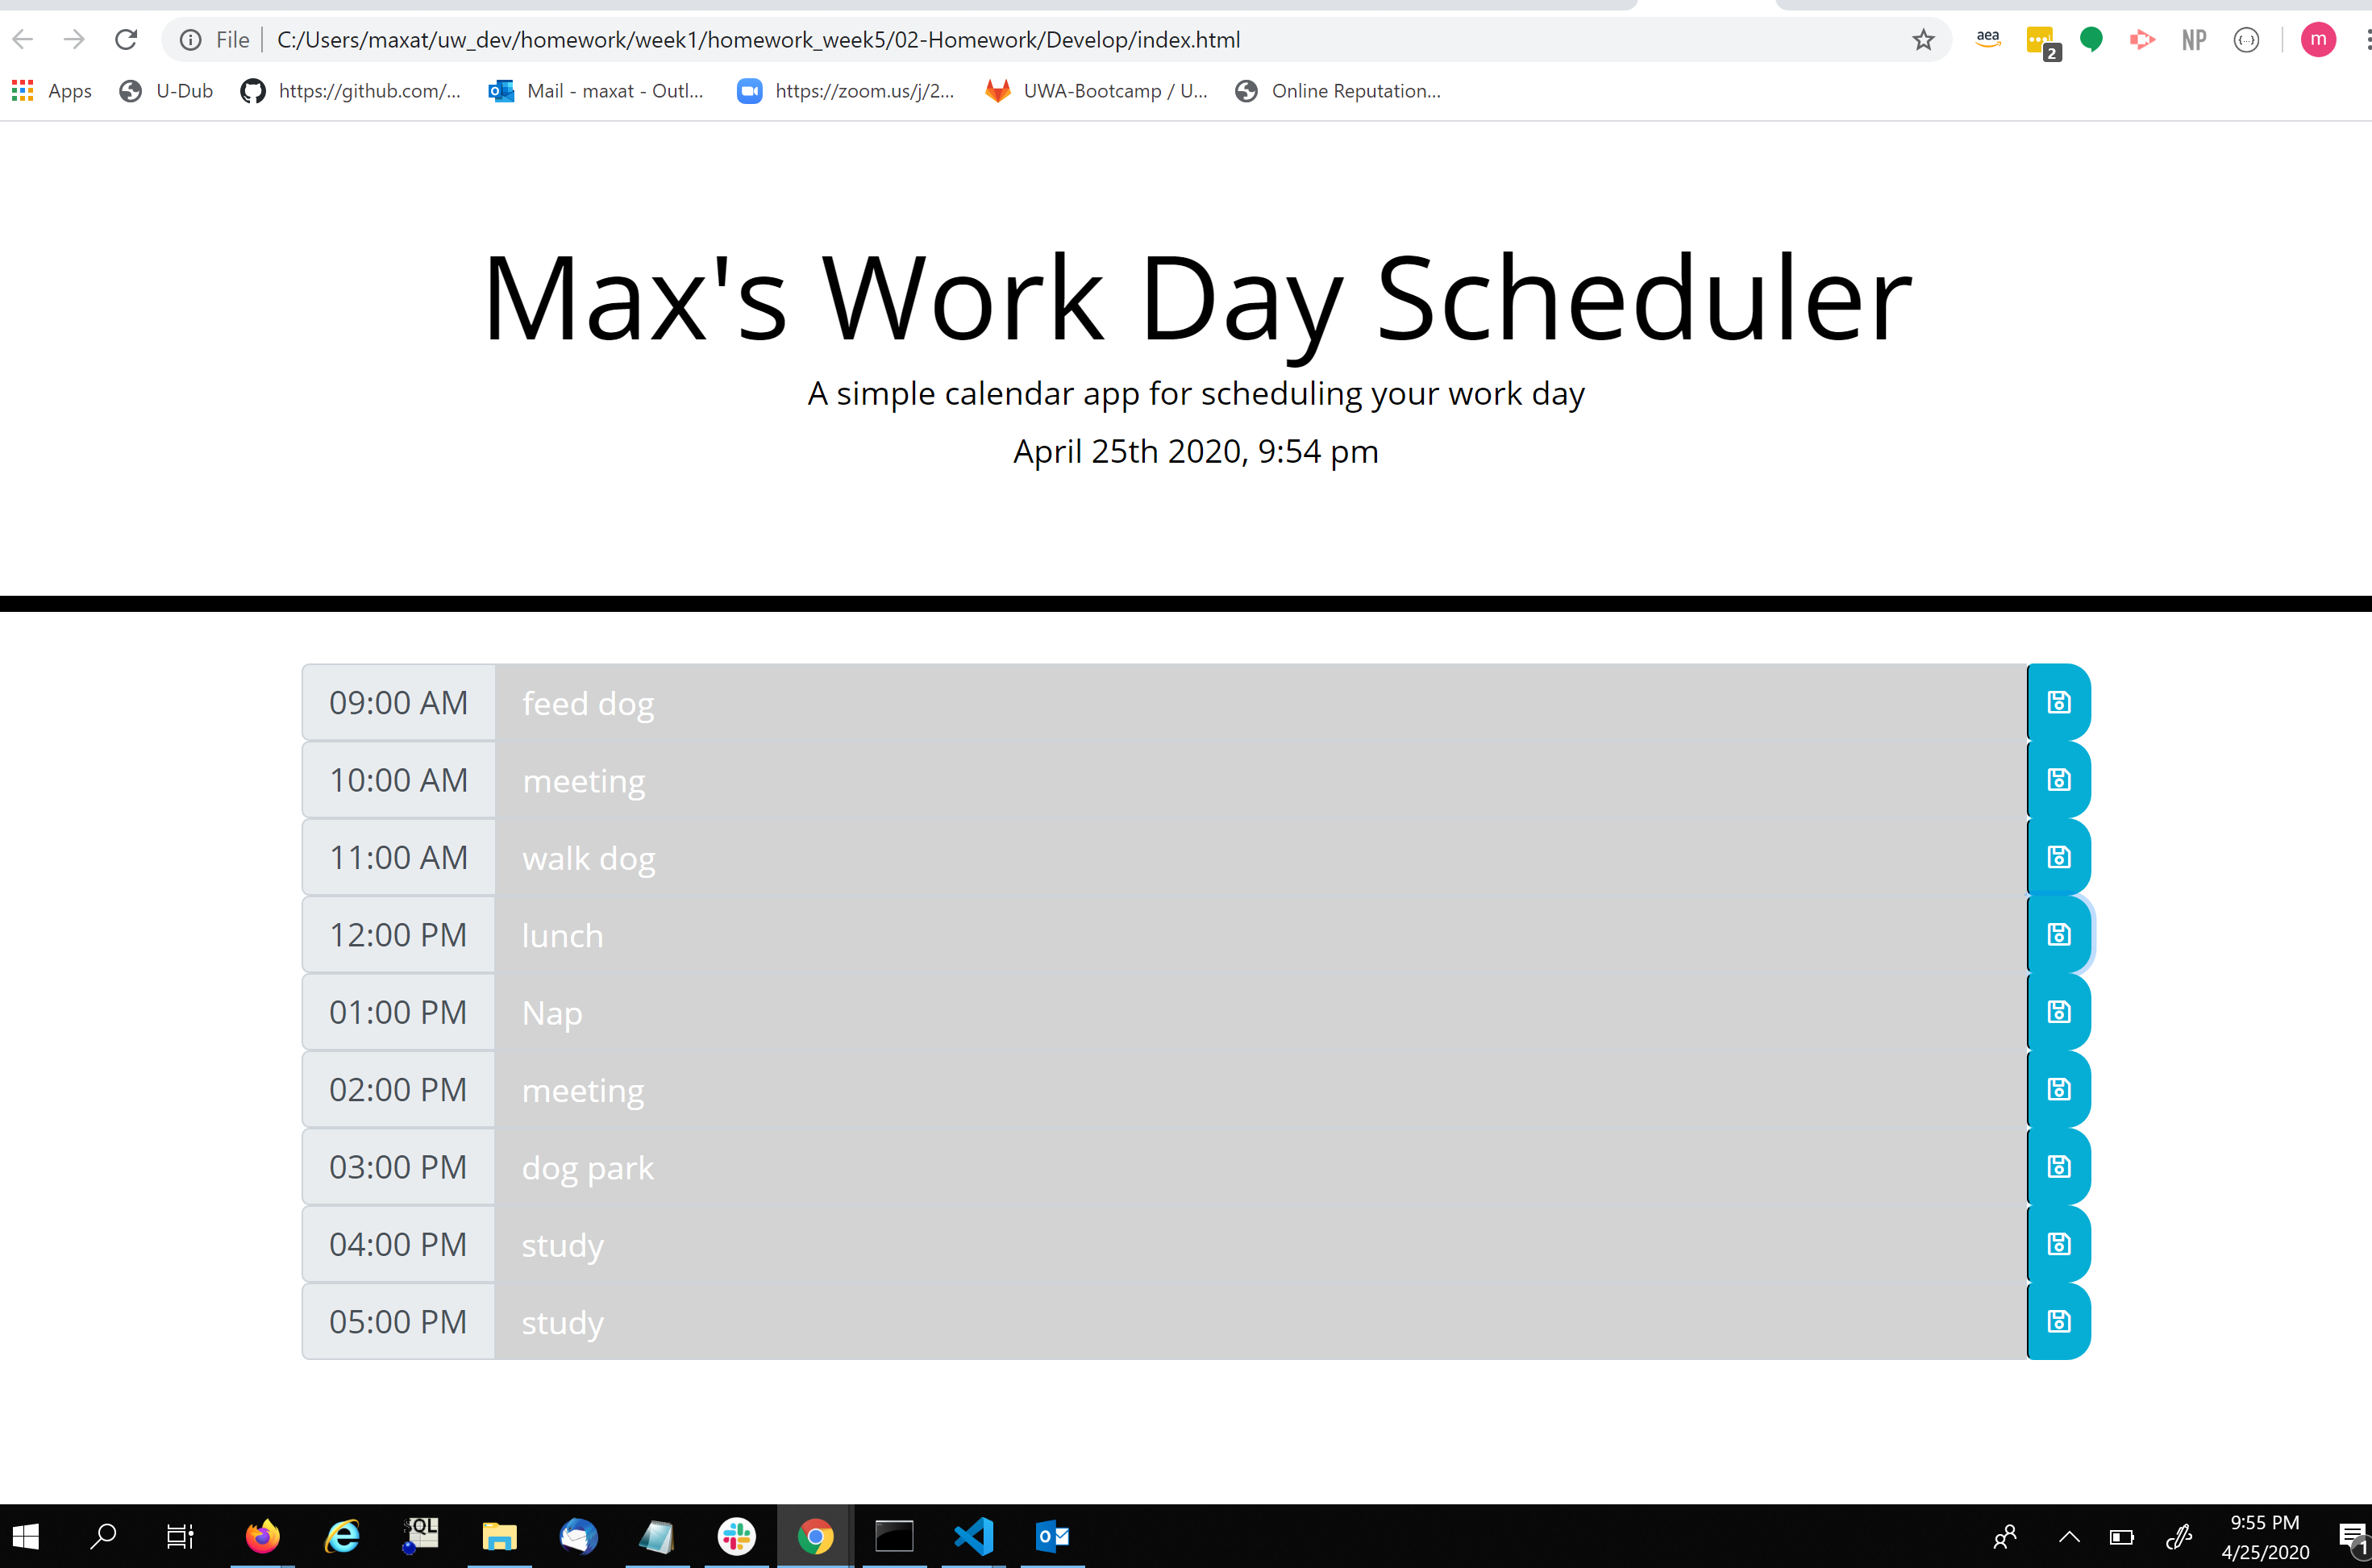 File C:/Users/maxat/uw_dev/homework/week1/homework_week5/02-Homework/Develop/index.html aea 2 NP {...} m
Apps U-Dub https://github.com/... Mail - maxat - Outl... https://zoom.us/j/2... UWA-Bootcamp / U... Online Reputation...
Max's Work Day Scheduler
A simple calendar app for scheduling your work day
April 25th 2020, 9:54 pm
09:00 AM feed dog
10:00 AM meeting
11:00 AM walk dog
12:00 PM lunch
01:00 PM Nap
02:00 PM meeting
03:00 PM dog park
04:00 PM study
05:00 PM study
SQL
9:55 PM
4/25/2020
1